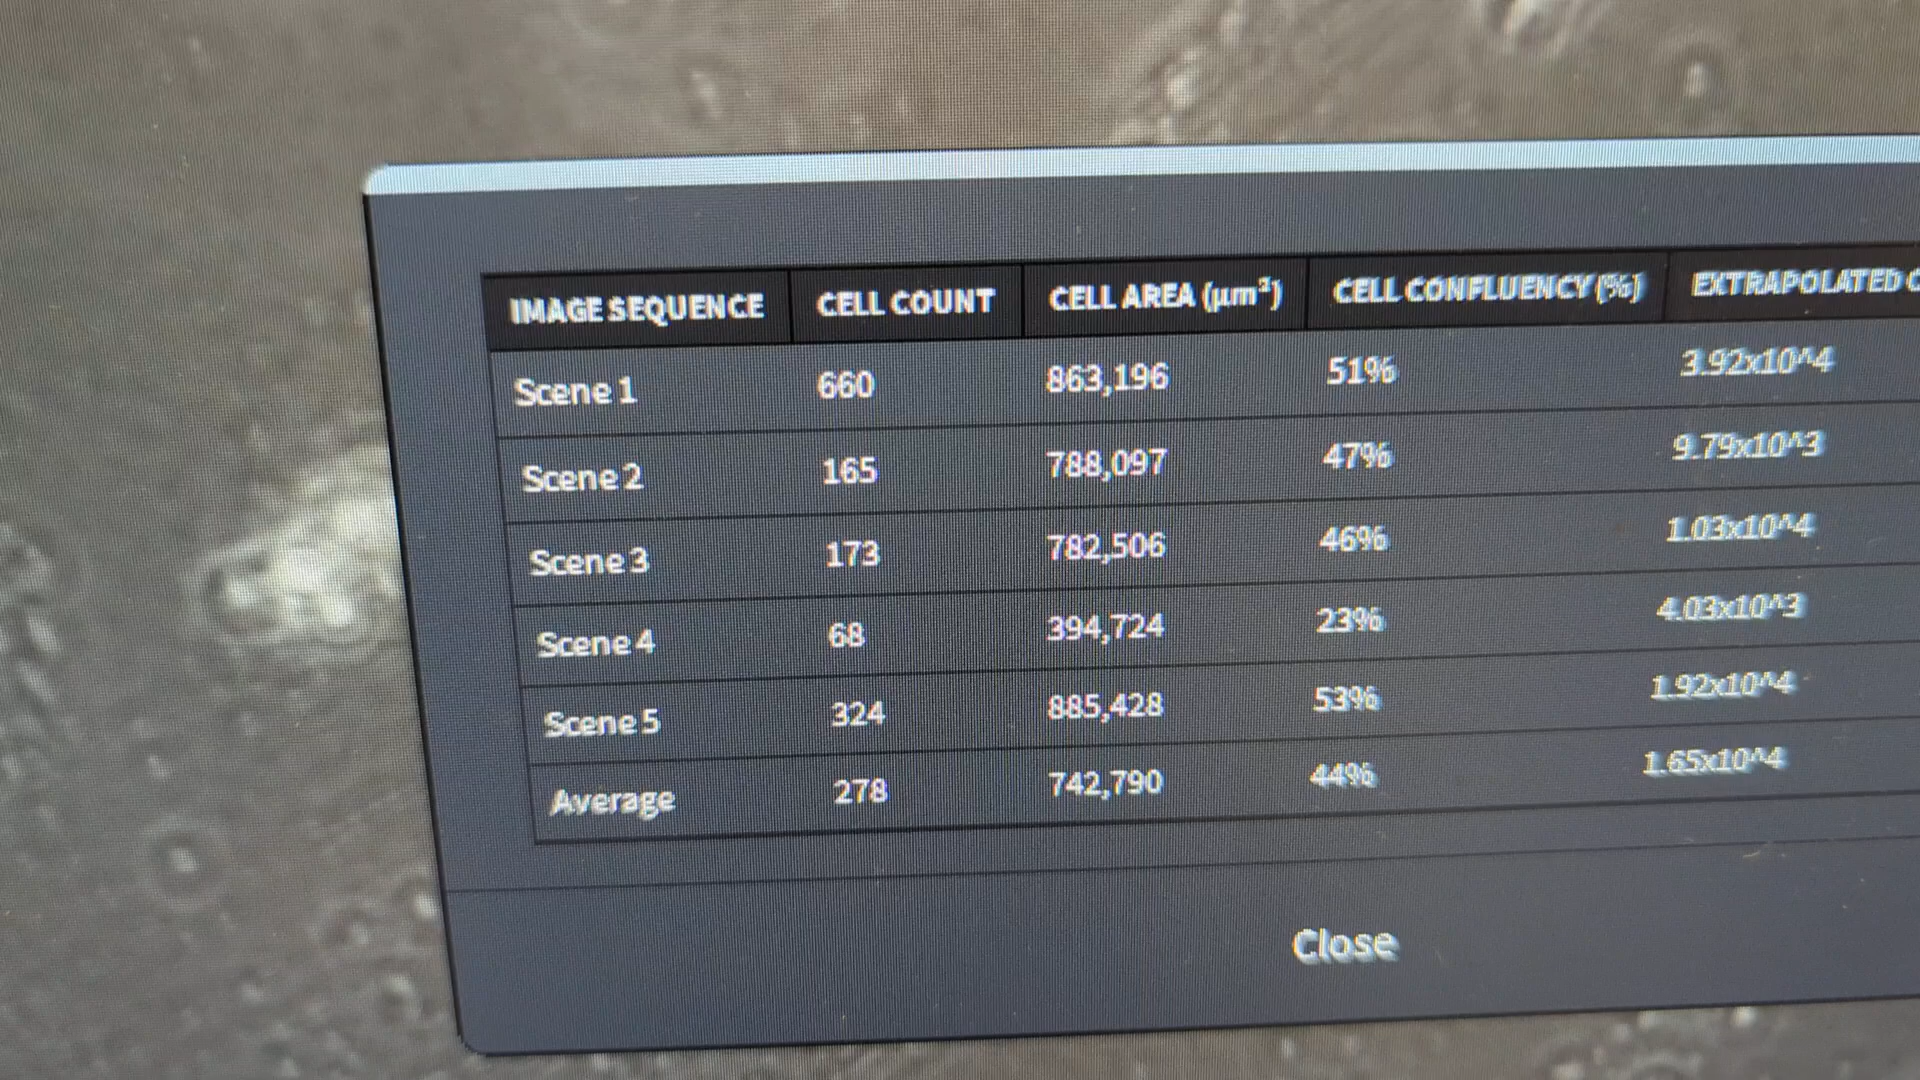 IMAGE SEQUENCE CELL COUNT CELL AREA (µm²) CELL CONFLUENCY (%) EXTRAPOLATED C
Scene 1 660 863,196 51% 3.92x10^4
Scene 2 165 788,097 47% 9.79x10^3
Scene 3 173 782,506 46% 1.03x10^4
Scene 4 68 394,724 23% 4.03x10^3
Scene 5 324 885,428 53% 1.92x10^4
Average 278 742,790 44% 1.65x10^4
Close